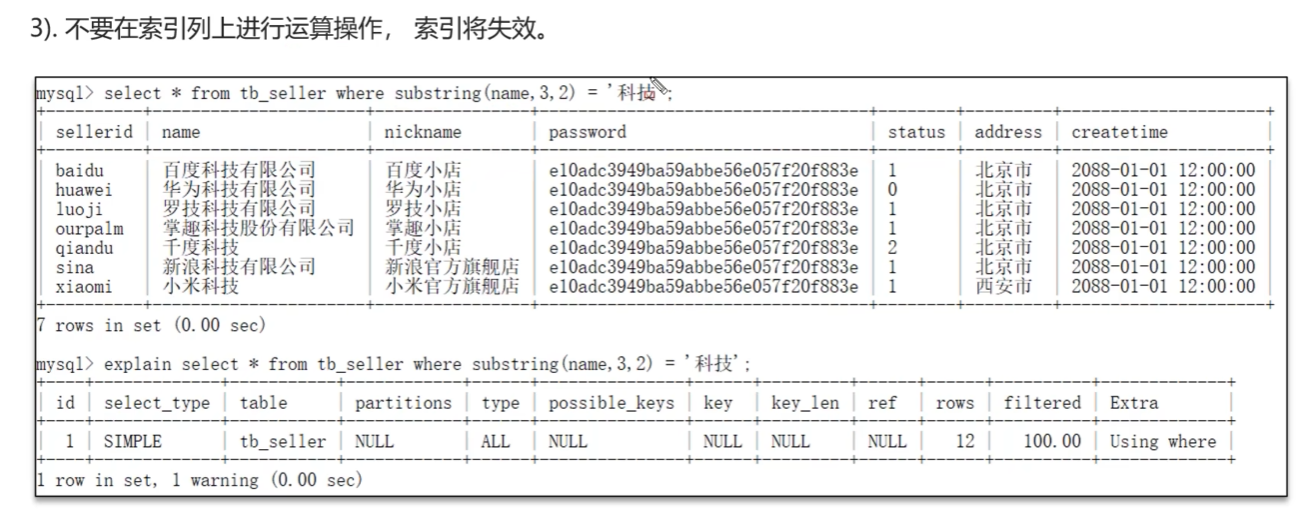 3). 不要在索引列上进行运算操作， 索引将失效。
mysql> select * from tb_seller where substring(name,3,2) = '科技';
sellerid | name | nickname | password | status | address | createtime
baidu | 百度科技有限公司 | 百度小店 | e10adc3949ba59abbe56e057f20f883e | 1 | 北京市 | 2088-01-01 12:00:00
huawei | 华为科技有限公司 | 华为小店 | e10adc3949ba59abbe56e057f20f883e | 0 | 北京市 | 2088-01-01 12:00:00
luoji | 罗技科技有限公司 | 罗技小店 | e10adc3949ba59abbe56e057f20f883e | 1 | 北京市 | 2088-01-01 12:00:00
ourpalm | 掌趣科技股份有限公司 | 掌趣小店 | e10adc3949ba59abbe56e057f20f883e | 1 | 北京市 | 2088-01-01 12:00:00
qiandu | 千度科技 | 千度小店 | e10adc3949ba59abbe56e057f20f883e | 2 | 北京市 | 2088-01-01 12:00:00
sina | 新浪科技有限公司 | 新浪官方旗舰店 | e10adc3949ba59abbe56e057f20f883e | 1 | 北京市 | 2088-01-01 12:00:00
xiaomi | 小米科技 | 小米官方旗舰店 | e10adc3949ba59abbe56e057f20f883e | 1 | 西安市 | 2088-01-01 12:00:00
7 rows in set (0.00 sec)
mysql> explain select * from tb_seller where substring(name,3,2) = '科技';
id | select_type | table | partitions | type | possible_keys | key | key_len | ref | rows | filtered | Extra
1 | SIMPLE | tb_seller | NULL | ALL | NULL | NULL | NULL | NULL | 12 | 100.00 | Using where
1 row in set, 1 warning (0.00 sec)